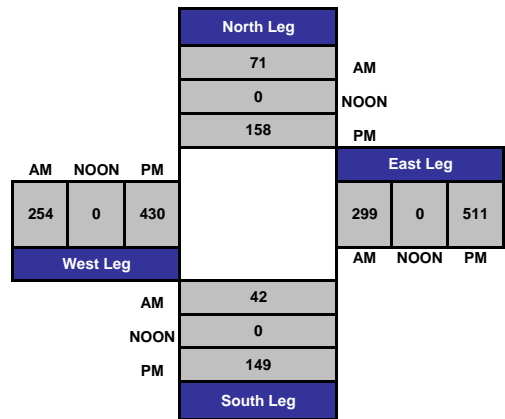 North Leg
71 AM
0 NOON
158 PM
AM NOON PM
East Leg
254 0 430
299 0 511
West Leg
AM NOON PM
AM 42
NOON 0
PM 149
South Leg